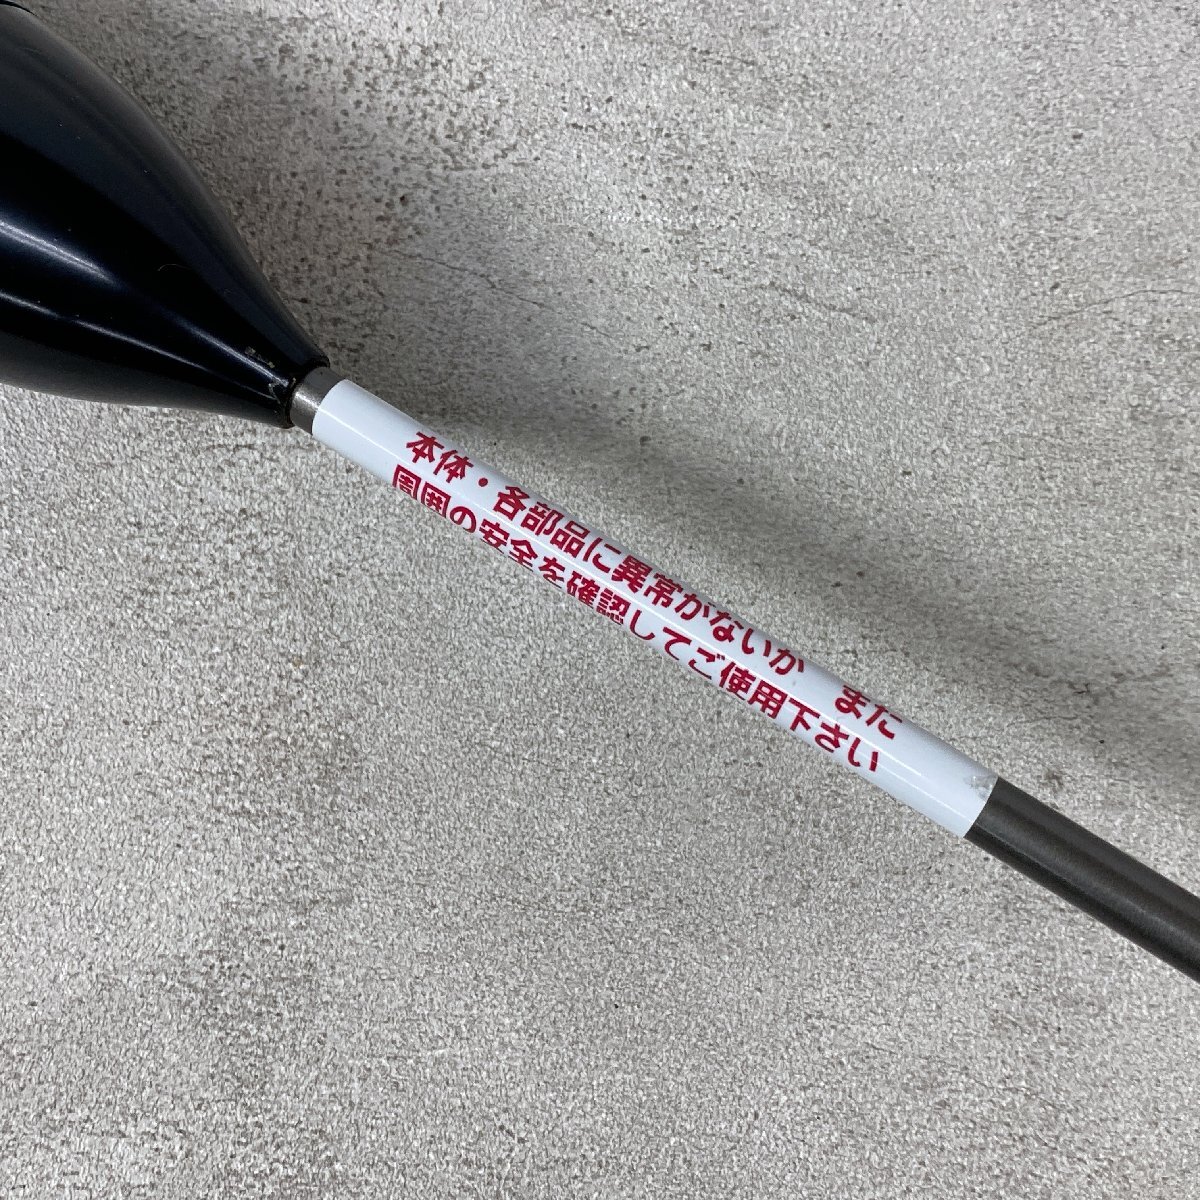 本体・各部品に異常がないか　また
周囲の安全を確認してご使用下さい